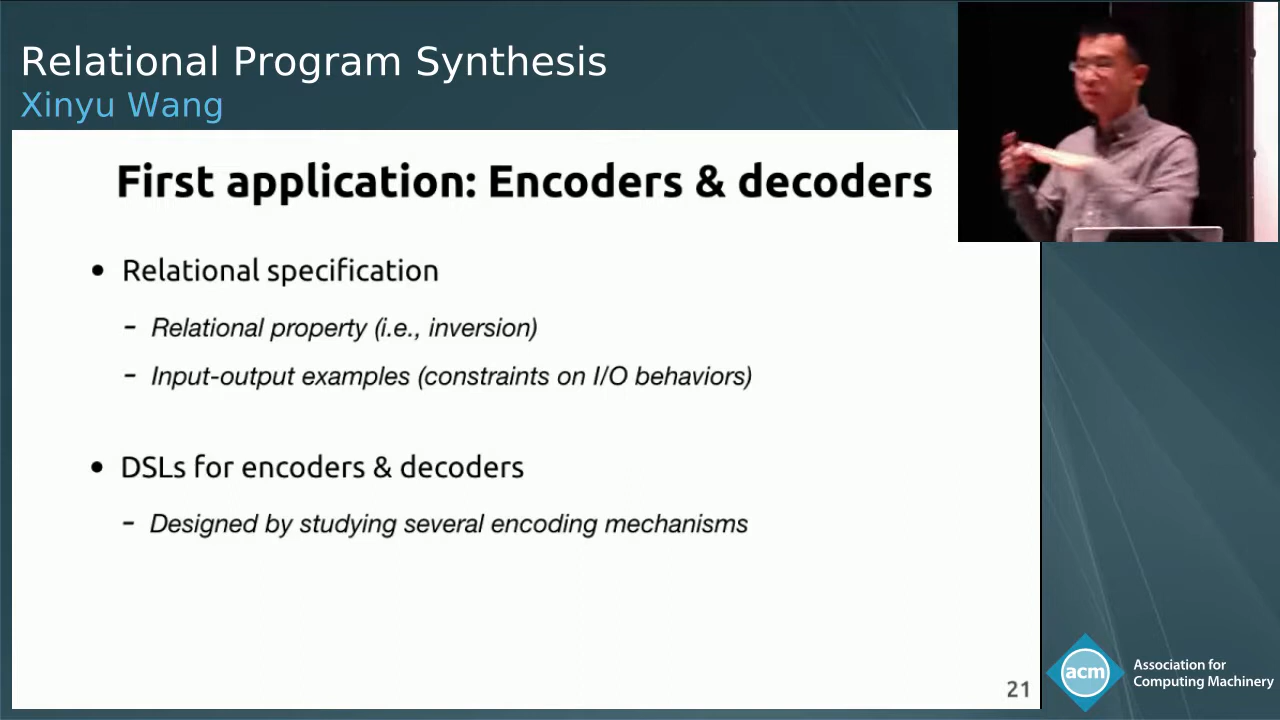 Relational Program Synthesis
Xinyu Wang
First application: Encoders & decoders
• Relational specification
- Relational property (i.e., inversion)
- Input-output examples (constraints on I/O behaviors)
• DSLs for encoders & decoders
- Designed by studying several encoding mechanisms
21
acm
Association for
Computing Machinery